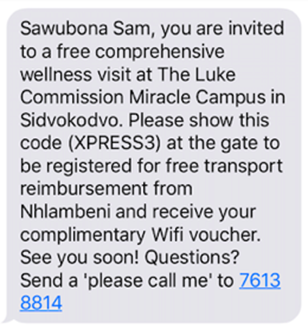 Sawubona Sam, you are invited
to a free comprehensive
wellness visit at The Luke
Commission Miracle Campus in
Sidvokodvo. Please show this
code (XPRESS3) at the gate to
be registered for free transport
reimbursement from
Nhlambeni and receive your
complimentary Wifi voucher.
See you soon! Questions?
Send a 'please call me' to 7613
8814